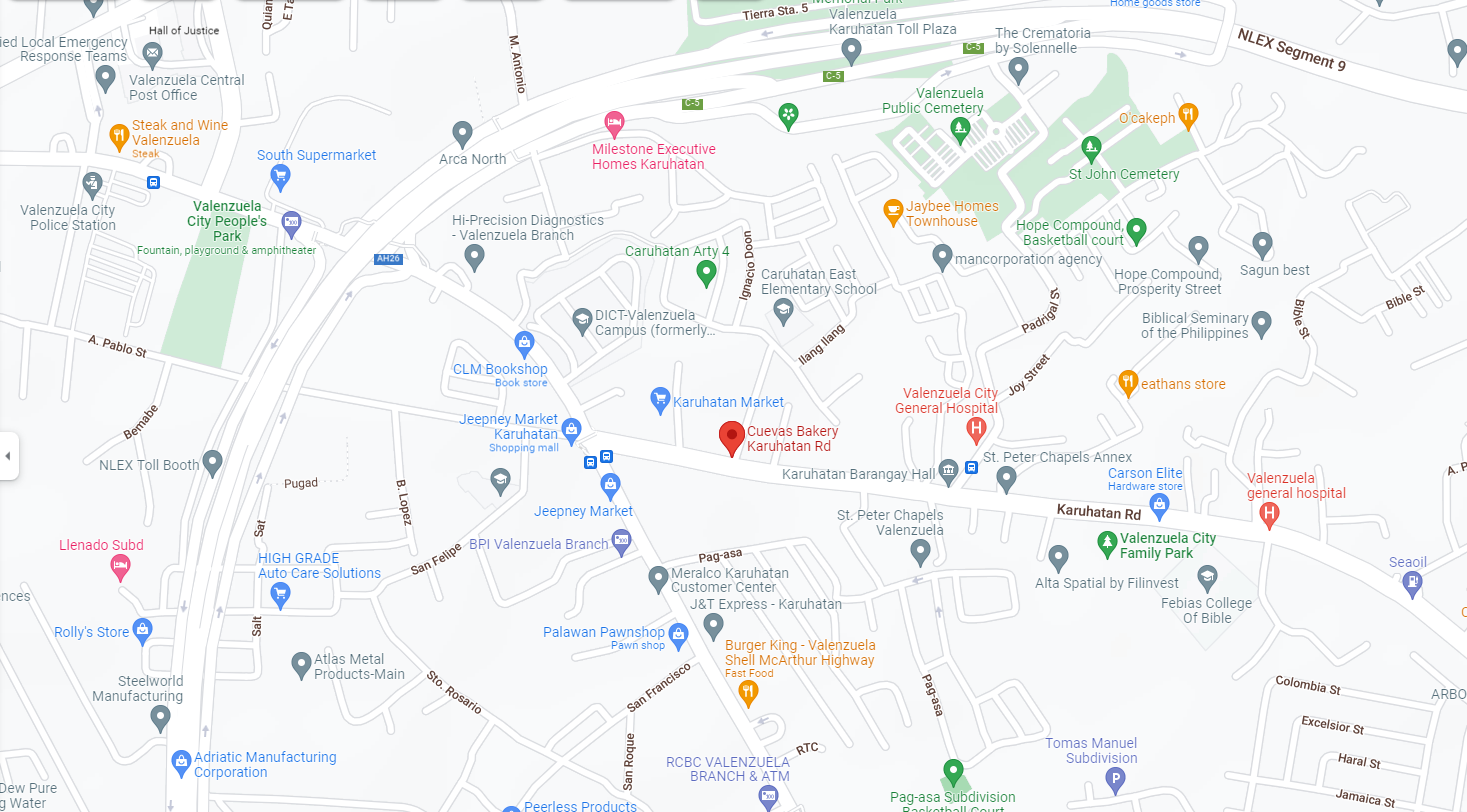 Tierra Sta. 5
Memorial Park
Home goods store
Hall of Justice
Valenzuela
Karuhatan Toll Plaza
The Crematoria
by Solennelle
NLEX Segment 9
ied Local Emergency
Response Teams
M. Antonio
C-5
C-5
C-5
Valenzuela Central
Post Office
Valenzuela
Public Cemetery
O'cakeph
Steak and Wine
Valenzuela
Steak
South Supermarket
Arca North
Milestone Executive
Homes Karuhatan
St John Cemetery
Valenzuela City
Police Station
Valenzuela
City People's
Park
Fountain, playground & amphitheater
Hi-Precision Diagnostics
- Valenzuela Branch
Jaybee Homes
Townhouse
Hope Compound,
Basketball court
AH26
Caruhatan Arty 4
Ignacio Doon
Caruhatan East
Elementary School
mancorporation agency
Hope Compound,
Prosperity Street
Sagun best
DICT-Valenzuela
Campus (formerly...
Ilang Ilang
Padrigal St
Biblical Seminary
of the Philippines
Bible St
Bible St
A. Pablo St
CLM Bookshop
Book store
Joy Street
eathans store
Karuhatan Market
Valenzuela City
General Hospital
Bernabe
Jeepney Market
Karuhatan
Shopping mall
Cuevas Bakery
Karuhatan Rd
NLEX Toll Booth
Pugad
B. Lopez
Karuhatan Barangay Hall
St. Peter Chapels Annex
Carson Elite
Hardware store
Valenzuela
general hospital
A. P
Jeepney Market
St. Peter Chapels
Valenzuela
Karuhatan Rd
Sat
Llenado Subd
HIGH GRADE
Auto Care Solutions
San Felipe
BPI Valenzuela Branch
Pag-asa
Valenzuela City
Family Park
Meralco Karuhatan
Customer Center
Alta Spatial by Filinvest
Seaoil
ences
J&T Express - Karuhatan
Febias College
Of Bible
Rolly's Store
Salt
Palawan Pawnshop
Pawn shop
Burger King - Valenzuela
Shell McArthur Highway
Fast Food
Atlas Metal
Products-Main
Steelworld
Manufacturing
Sto. Rosario
San Francisco
Pag-asa
Colombia St
ARBO
Excelsior St
Adriatic Manufacturing
Corporation
San Roque
RTC
RCBC VALENZUELA
BRANCH & ATM
Tomas Manuel
Subdivision
Haral St
Jamaica St
Dew Pure
g Water
Peerless Products
Pag-asa Subdivision
Basketball Court